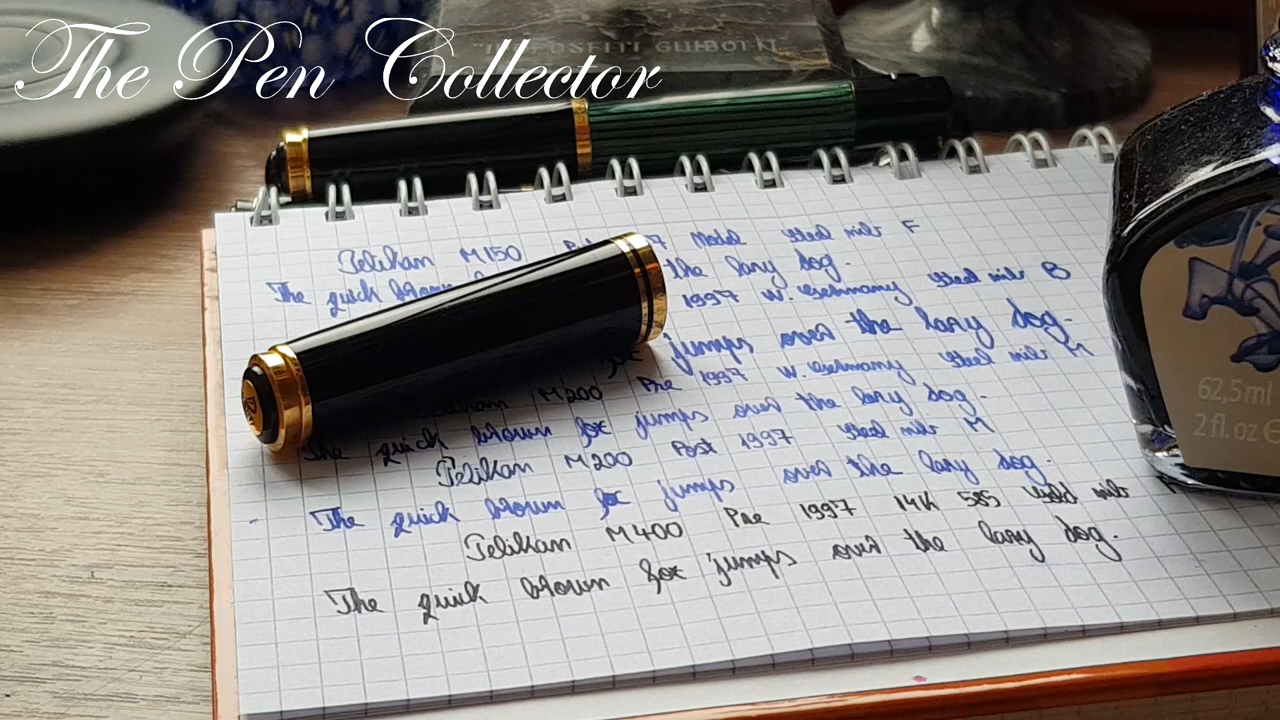 The Pen Collector
Pelikan M150 Model Steel nib F
The quick brown the lazy dog.
1997 W. Germany Steel nib B
fox jumps over the lazy dog.
M200 Pre 1997 W. Germany Steel nib M
The quick brown fox jumps over the lazy dog.
Pelikan M200 Post 1997 Steel nib M
The quick brown fox jumps over the lazy dog.
Pelikan M400 Pre 1997 14K 585 Gold nib M
The quick brown fox jumps over the lazy dog.
62,5 ml
2 fl. oz